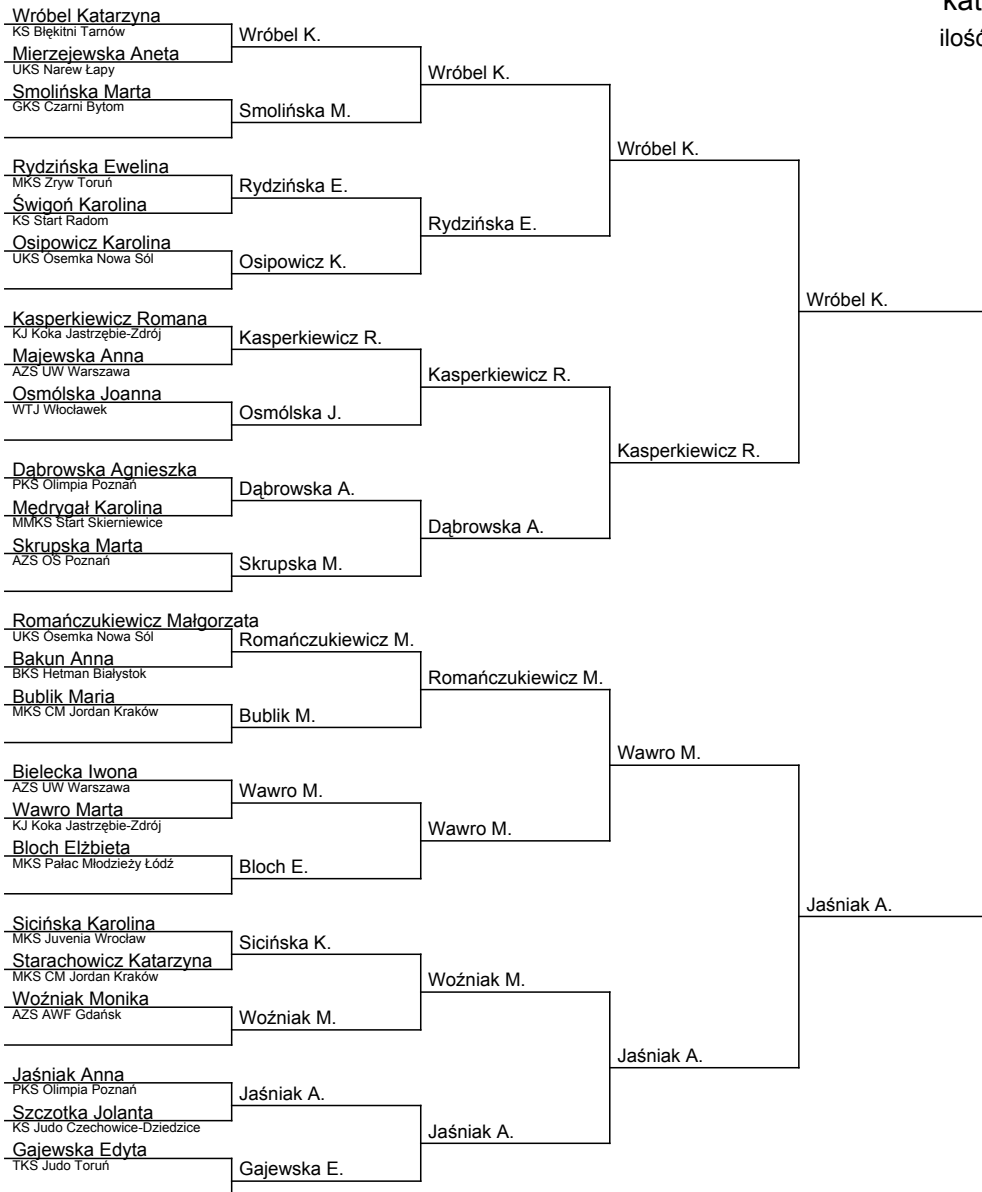 kat
ilość
Wróbel Katarzyna
KS Błękitni Tarnów
Mierzejewska Aneta
UKS Narew Łapy
Smolińska Marta
GKS Czarni Bytom
Rydzińska Ewelina
MKS Zryw Toruń
Świgoń Karolina
KS Start Radom
Osipowicz Karolina
UKS Ósemka Nowa Sól
Kasperkiewicz Romana
KJ Koka Jastrzębie-Zdrój
Majewska Anna
AZS UW Warszawa
Osmólska Joanna
WTJ Włocławek
Dąbrowska Agnieszka
PKS Olimpia Poznań
Mędrygał Karolina
MMKS Start Skierniewice
Skrupska Marta
AZS OŚ Poznań
Romańczukiewicz Małgorzata
UKS Ósemka Nowa Sól
Bakun Anna
BKS Hetman Białystok
Bublik Maria
MKS CM Jordan Kraków
Bielecka Iwona
AZS UW Warszawa
Wawro Marta
KJ Koka Jastrzębie-Zdrój
Bloch Elżbieta
MKS Pałac Młodzieży Łódź
Sicińska Karolina
MKS Juvenia Wrocław
Starachowicz Katarzyna
MKS CM Jordan Kraków
Woźniak Monika
AZS AWF Gdańsk
Jaśniak Anna
PKS Olimpia Poznań
Szczotka Jolanta
KS Judo Czechowice-Dziedzice
Gajewska Edyta
TKS Judo Toruń
Wróbel K.
Smolińska M.
Rydzińska E.
Osipowicz K.
Kasperkiewicz R.
Osmólska J.
Dąbrowska A.
Skrupska M.
Romańczukiewicz M.
Bublik M.
Wawro M.
Bloch E.
Sicińska K.
Woźniak M.
Jaśniak A.
Gajewska E.
Wróbel K.
Rydzińska E.
Kasperkiewicz R.
Dąbrowska A.
Romańczukiewicz M.
Wawro M.
Woźniak M.
Jaśniak A.
Wróbel K.
Kasperkiewicz R.
Wawro M.
Jaśniak A.
Wróbel K.
Jaśniak A.